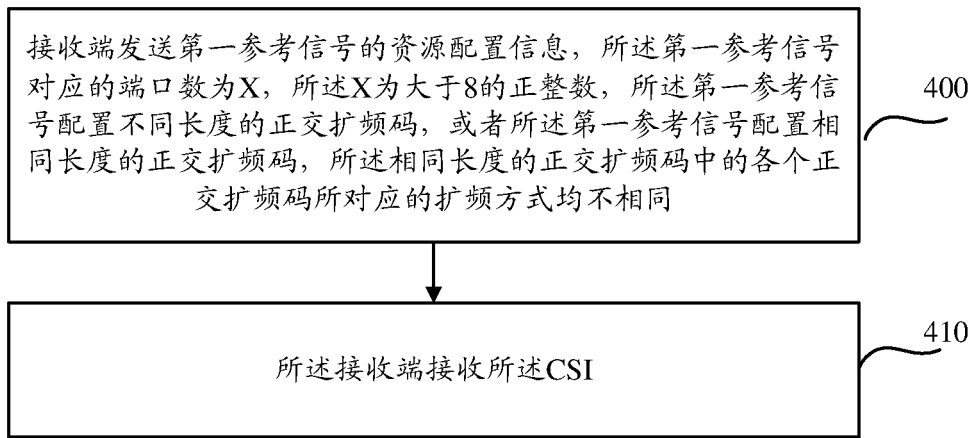 接收端发送第一参考信号的资源配置信息，所述第一参考信号
对应的端口数为X，所述X为大于8的正整数，所述第一参考信
号配置不同长度的正交扩频码，或者所述第一参考信号配置相
同长度的正交扩频码，所述相同长度的正交扩频码中的各个正
交扩频码所对应的扩频方式均不相同
400
所述接收端接收所述CSI
410